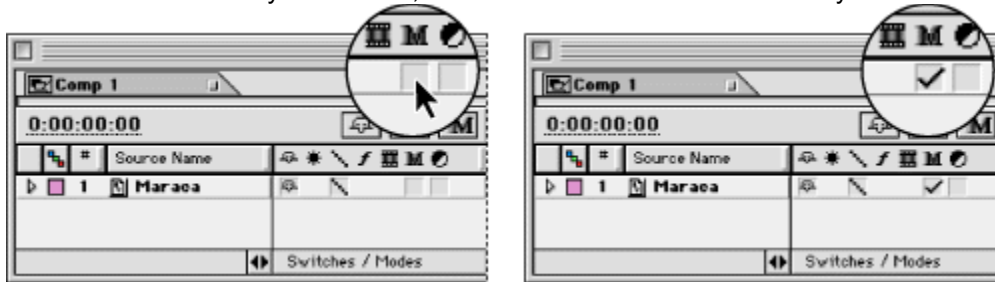 M
Comp 1
0:00:00:00
M
# Source Name M
1 Maraca
Switches / Modes
M
Comp 1
0:00:00:00
M
# Source Name M
1 Maraca
Switches / Modes